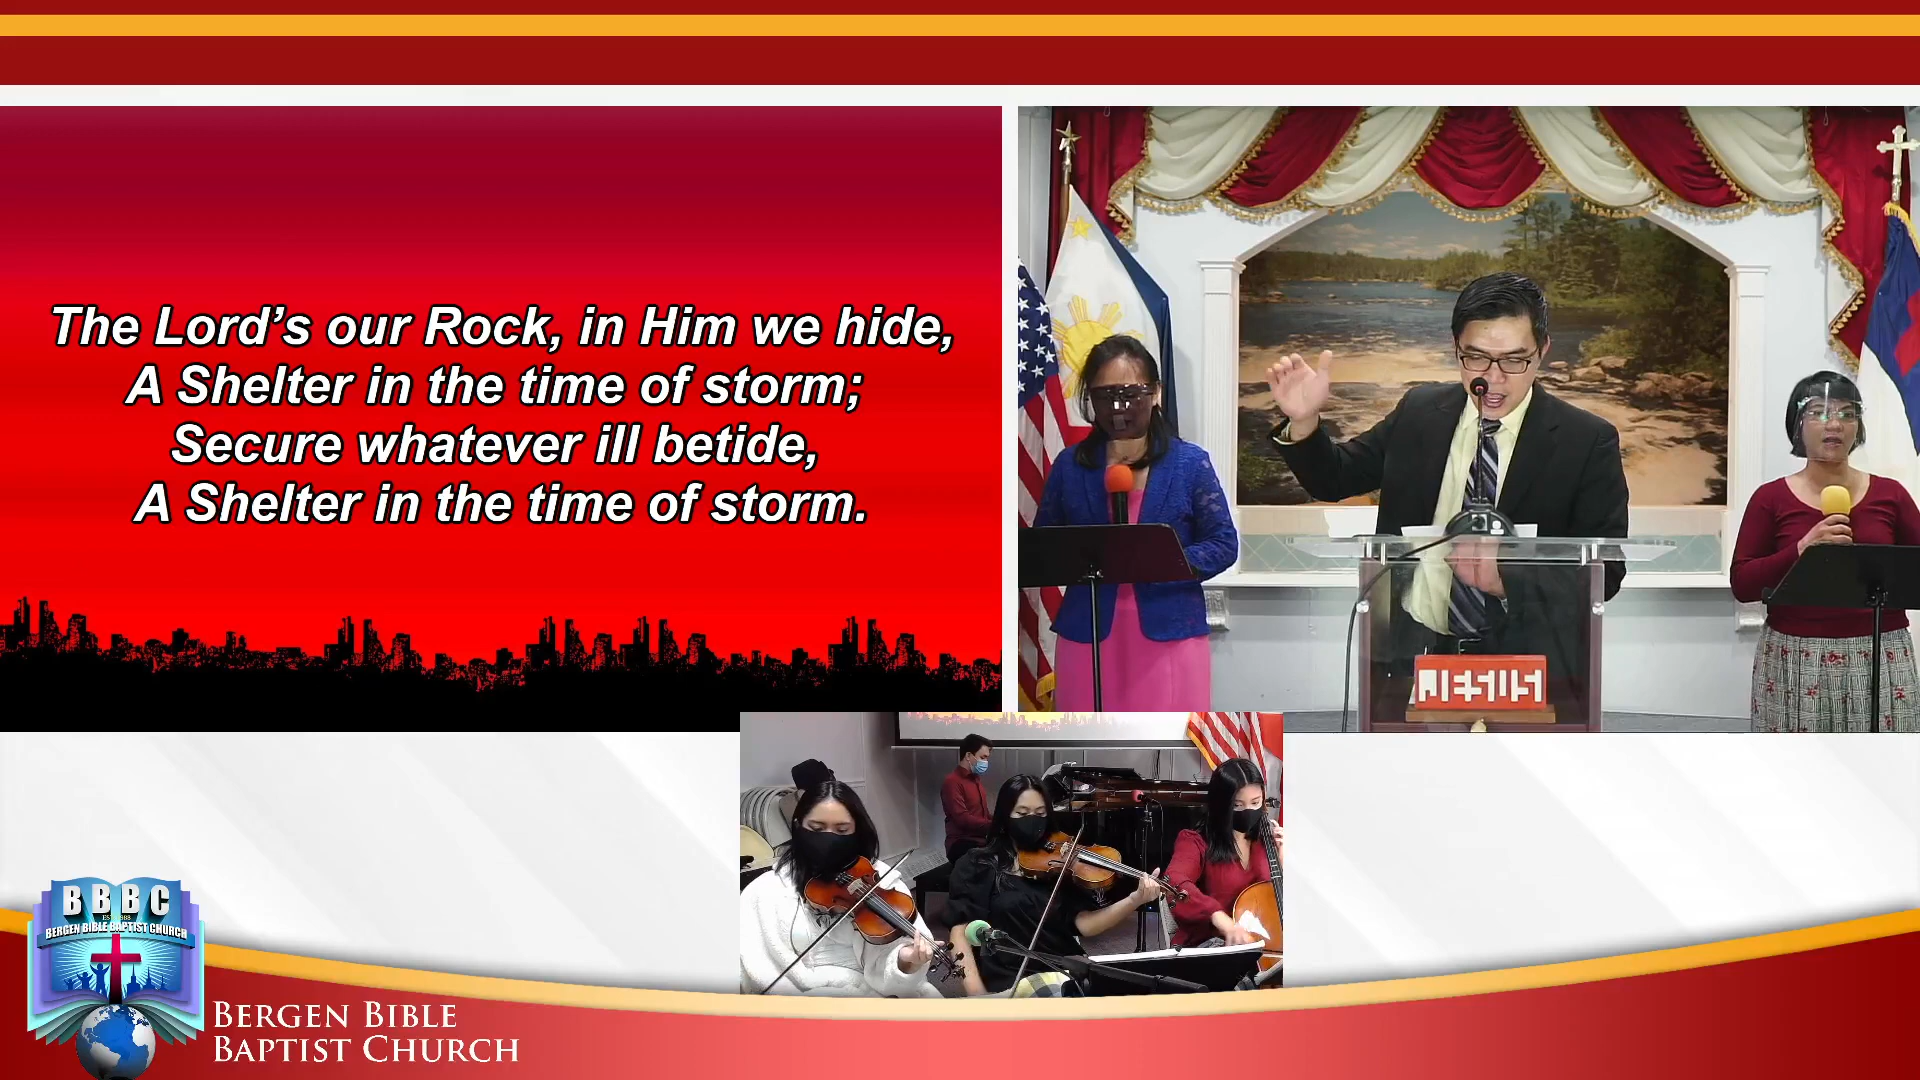 The Lord’s our Rock, in Him we hide,
A Shelter in the time of storm;
Secure whatever ill betide,
A Shelter in the time of storm.
JESUS
B B B C
BERGEN BIBLE BAPTIST CHURCH
BERGEN BIBLE
BAPTIST CHURCH